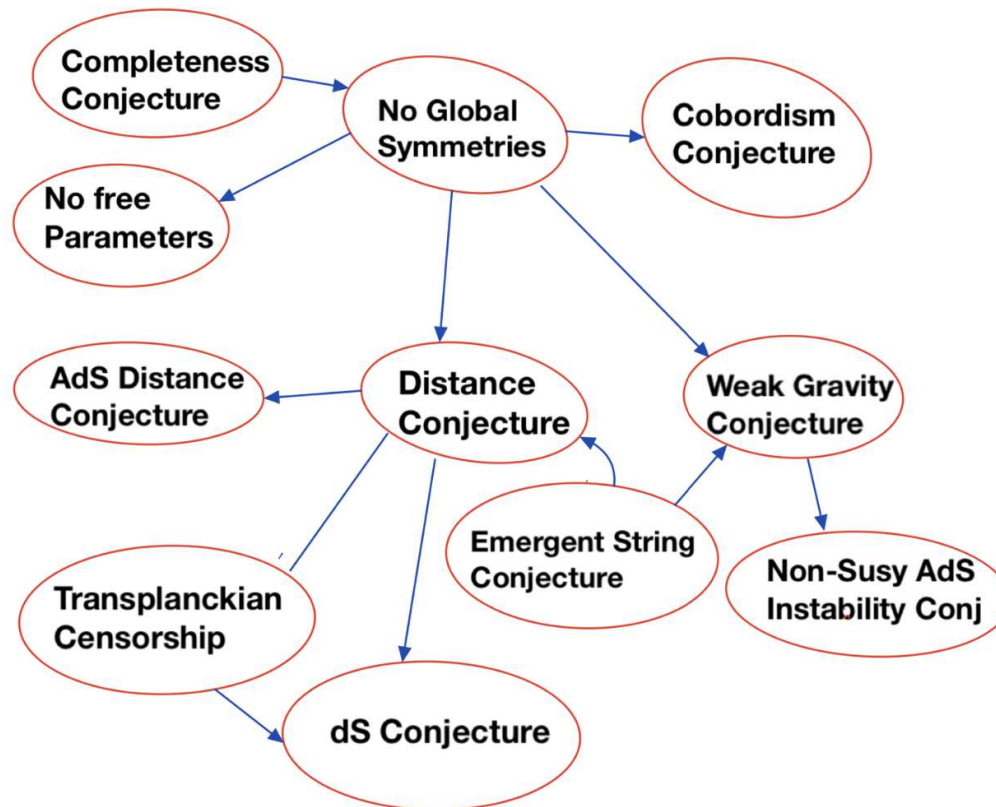 Completeness
Conjecture
No Global
Symmetries
Cobordism
Conjecture
No free
Parameters
AdS Distance
Conjecture
Distance
Conjecture
Weak Gravity
Conjecture
Emergent String
Conjecture
Non-Susy AdS
Instability Conj
Transplanckian
Censorship
dS Conjecture